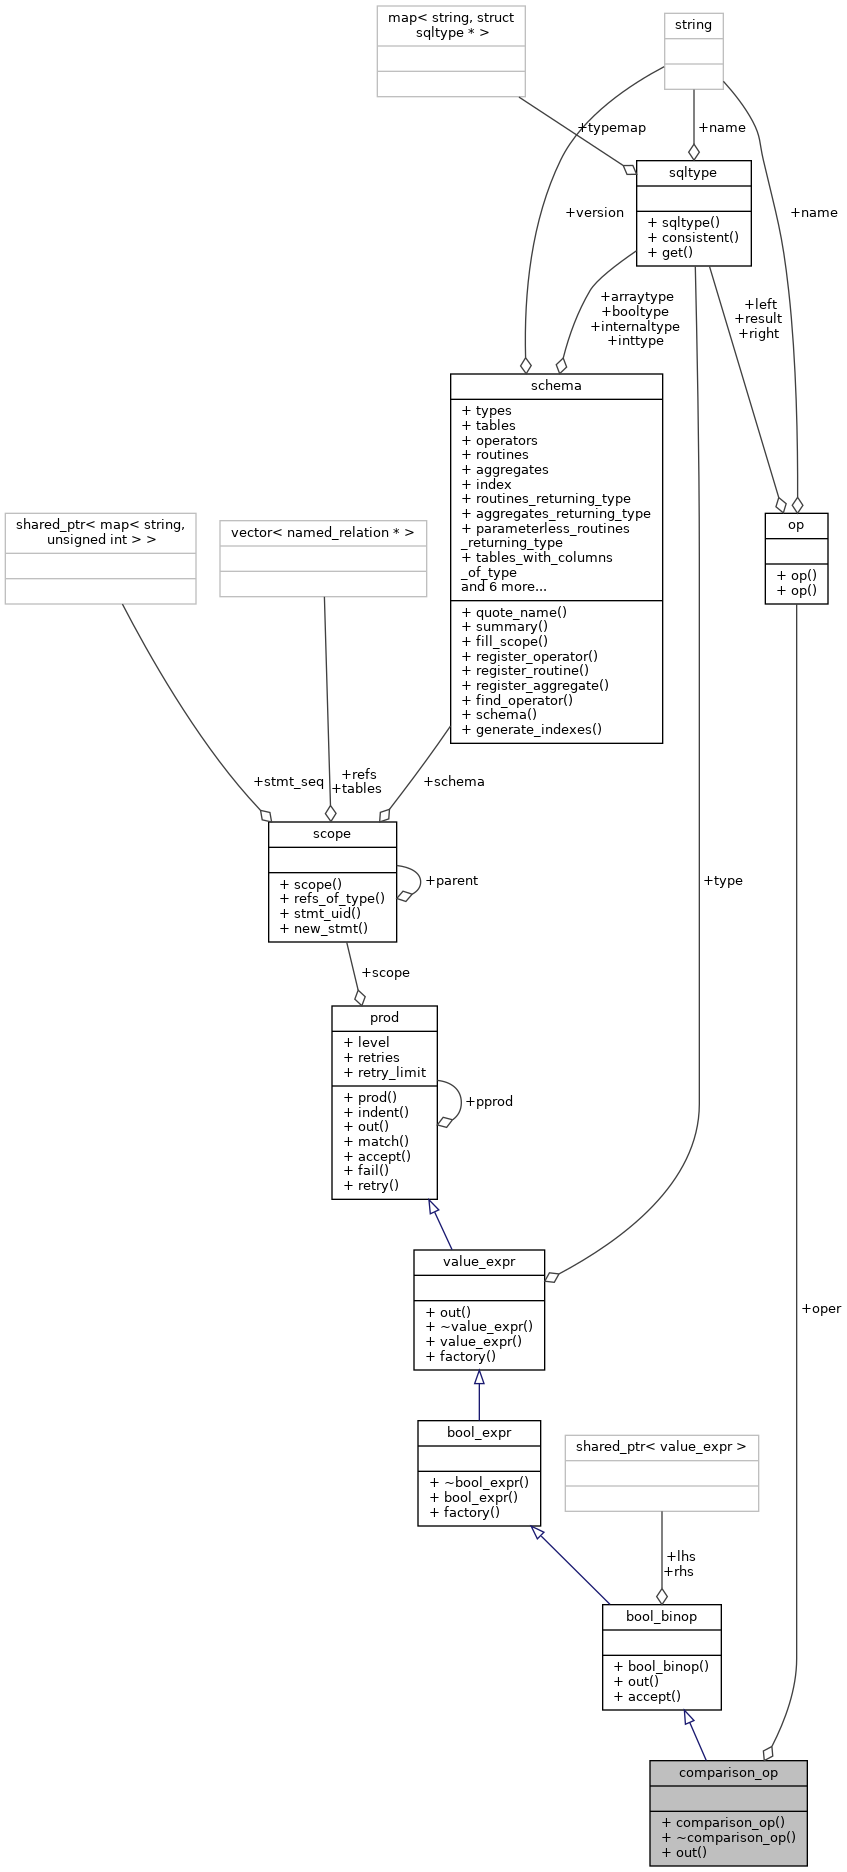 map< string, struct
sqltype * >
string
+typemap
+name
sqltype
+ sqltype()
+ consistent()
+ get()
+version
+name
+arraytype
+booltype
+internaltype
+inttype
+left
+result
+right
schema
+ types
+ tables
+ operators
+ routines
+ aggregates
+ index
+ routines_returning_type
+ aggregates_returning_type
+ parameterless_routines
_returning_type
+ tables_with_columns
_of_type
and 6 more...
+ quote_name()
+ summary()
+ fill_scope()
+ register_operator()
+ register_routine()
+ register_aggregate()
+ find_operator()
+ schema()
+ generate_indexes()
shared_ptr< map< string,
unsigned int > >
vector< named_relation * >
op
+ op()
+ op()
+stmt_seq
+refs
+tables
+schema
scope
+ scope()
+ refs_of_type()
+ stmt_uid()
+ new_stmt()
+parent
+type
+scope
prod
+ level
+ retries
+ retry_limit
+ prod()
+ indent()
+ out()
+ match()
+ accept()
+ fail()
+ retry()
+pprod
value_expr
+ out()
+ ~value_expr()
+ value_expr()
+ factory()
+oper
bool_expr
+ ~bool_expr()
+ bool_expr()
+ factory()
shared_ptr< value_expr >
+lhs
+rhs
bool_binop
+ bool_binop()
+ out()
+ accept()
comparison_op
+ comparison_op()
+ ~comparison_op()
+ out()